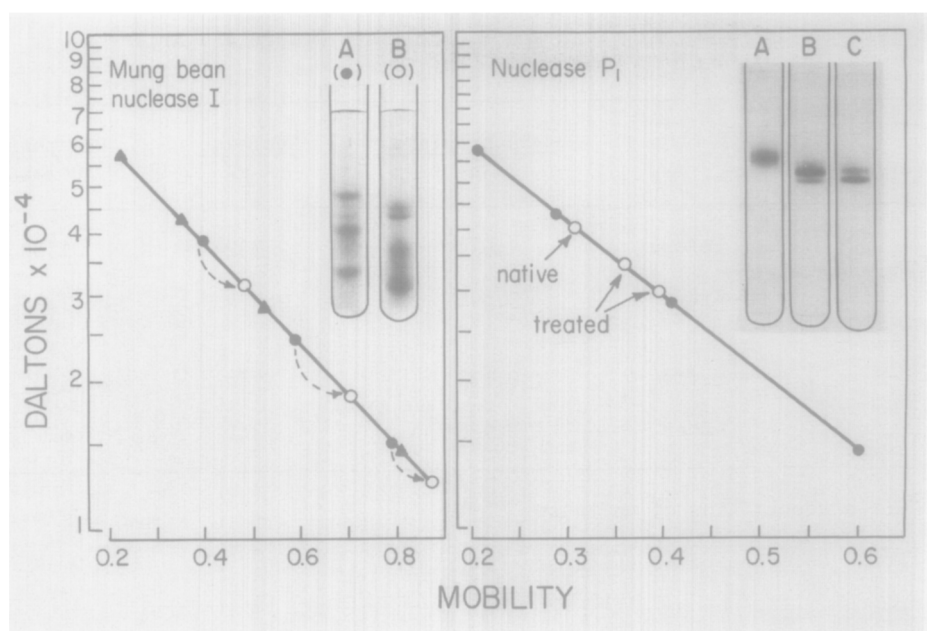 DALTONS x 10⁻⁴
10
9
8
7
6
5
4
3
2
1
Mung bean
nuclease I
A B
(●) (○)
0.2 0.4 0.6 0.8
Nuclease P₁
A B C
native
treated
0.2 0.3 0.4 0.5 0.6
MOBILITY